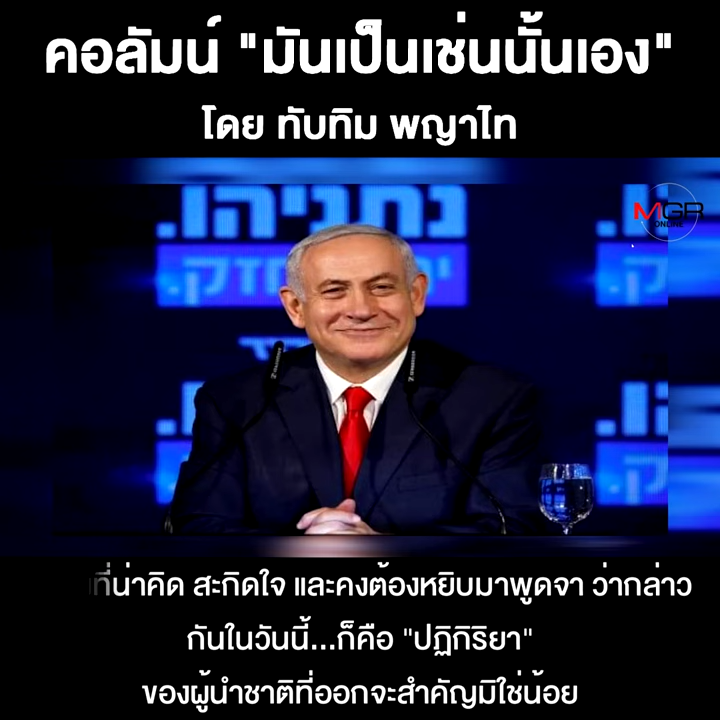 คอลัมน์ "มันเป็นเช่นนั้นเอง"
โดย ทับทิม พญาไท
נתניהו.
MGR
ONLINE
חזק.
ที่น่าคิด สะกิดใจ และคงต้องหยิบมาพูดจา ว่ากล่าว
กันในวันนี้...ก็คือ "ปฏิกิริยา"
ของผู้นำชาติที่ออกจะสำคัญมิใช่น้อย